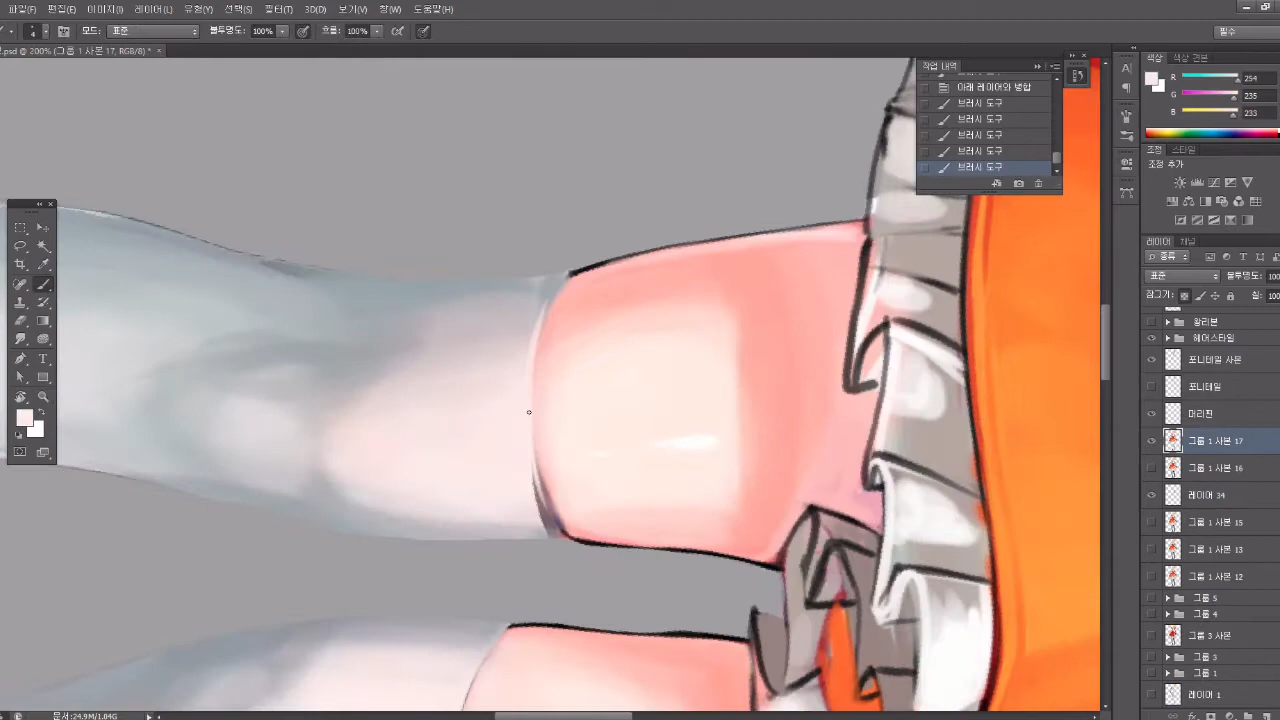 파일(F) 편집(E) 이미지(I) 레이어(L) 유형(Y) 선택(S) 필터(T) 3D(D) 보기(V) 창(W) 도움말(H)
4 모드: 표준 불투명도: 100% 흐름: 100% 필수
.psd @ 200% (그룹 1 사본 17, RGB/8) *
작업 내역
아래 레이어와 병합
브러시 도구
브러시 도구
브러시 도구
브러시 도구
브러시 도구
색상 색상 견본
R 254
G 235
B 233
조정 스타일
조정 추가
레이어 채널
종류
표준 불투명도: 100
잠그기: 칠: 100
왕리본
헤어스타일
포니테일 사본
포니테일
머리핀
그룹 1 사본 17
그룹 1 사본 16
레이어 34
그룹 1 사본 15
그룹 1 사본 13
그룹 1 사본 12
그룹 5
그룹 4
그룹 3 사본
그룹 3
그룹 1
레이어 1
문서:24.9M/1.04G